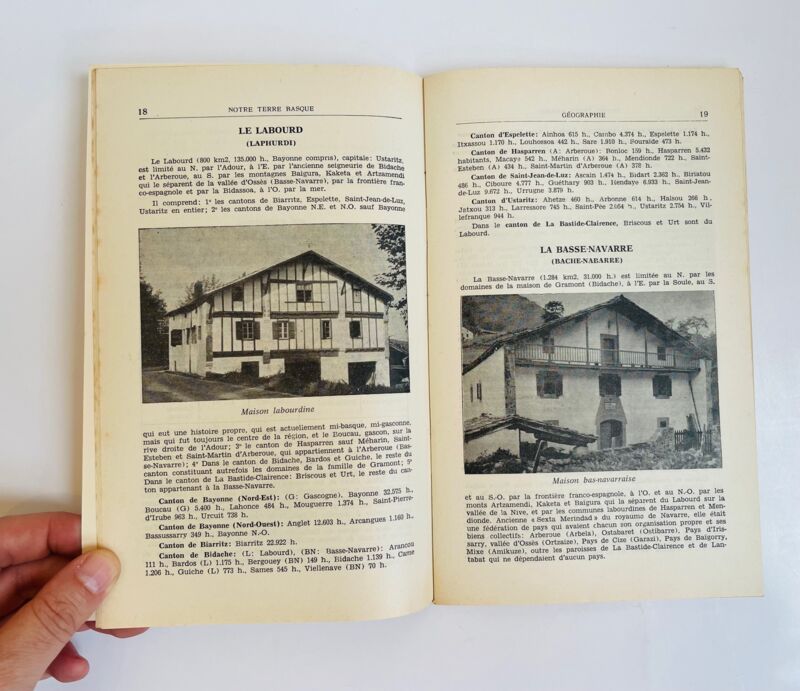 18
NOTRE TERRE BASQUE
LE LABOURD
(LAPHURDI)
Le Labourd (800 km2, 135.000 h., Bayonne compris), capitale: Ustaritz,
est limité au N. par l'Adour, à l'E. par l'ancienne seigneurie de Bidache
et l'Arberoue, au S. par les montagnes Baigura, Kaketa et Artzamendi
qui le séparent de la vallée d'Ossès (Basse-Navarre), par la frontière fran-
co-espagnole et par la Bidassoa, à l'O. par la mer.
Il comprend: 1º les cantons de Biarritz, Espelette, Saint-Jean-de-Luz,
Ustaritz en entier; 2º les cantons de Bayonne N.E. et N.O. sauf Bayonne
Maison labourdine
qui eut une histoire propre, qui est actuellement mi-basque, mi-gasconne,
mais qui fut toujours le centre de la région, et le Boucau, gascon, sur la
rive droite de l'Adour; 3º le canton de Hasparren sauf Méharin, Saint-
Esteben et Saint-Martin d'Arberoue, qui appartiennent à l'Arberoue (Bas-
se-Navarre); 4º Dans le canton de Bidache, Bardos et Guiche, le reste du
canton constituant autrefois les domaines de la famille de Gramont; 5º
Dans le canton de La Bastide-Clairence: Briscous et Urt, le reste du can-
ton appartenant à la Basse-Navarre.
Canton de Bayonne (Nord-Est): (G: Gascogne), Bayonne 32.575 h.,
Boucau (G) 5.400 h., Lahonce 484 h., Mouguerre 1.374 h., Saint-Pierre-
d'Irube 963 h., Urcuit 738 h.
Canton de Bayonne (Nord-Ouest): Anglet 12.603 h., Arcangues 1.160 h.,
Bassussarry 349 h., Bayonne N.-O.
Canton de Biarritz: Biarritz 22.922 h.
Canton de Bidache: (L: Labourd), (BN: Basse-Navarre): Arancou
111 h., Bardos (L) 1.175 h., Bergouey (BN) 149 h., Bidache 1.139 h., Came
1.206 h., Guiche (L) 773 h., Sames 545 h., Viellenave (BN) 70 h.
GÉOGRAPHIE
19
Canton d'Espelette: Ainhoa 615 h., Cambo 4.374 h., Espelette 1.174 h.,
Itxassou 1.170 h., Louhossoa 442 h., Sare 1.910 h., Souraïde 473 h.
Canton de Hasparren (A: Arberoue): Bonloc 159 h., Hasparren 5.432
habitants, Macaye 542 h., Méharin (A) 364 h., Mendionde 722 h., Saint-
Esteben (A) 434 h., Saint-Martin d'Arberoue (A) 378 h.
Canton de Saint-Jean-de-Luz: Ascain 1.474 h., Bidart 2.362 h., Biriatou
486 h., Ciboure 4.777 h., Guéthary 903 h., Hendaye 6.933 h., Saint-Jean-
de-Luz 9.977 h., Urrugne 3.879 h.
Canton d'Ustaritz: Ahetze 460 h., Arbonne 614 h., Halsou 266 h.,
Jatxou 313 h., Larressore 745 h., Saint-Pée 2.054 h., Ustaritz 2.754 h., Vil-
lefranque 944 h.
Dans le canton de La Bastide-Clairence, Briscous et Urt sont du
Labourd.
LA BASSE-NAVARRE
(BACHE-NABARRE)
La Basse-Navarre (1.284 km2, 31.000 h.) est limitée au N. par les
domaines de la maison de Gramont (Bidache), à l'E. par la Soule, au S.
Maison bas-navarraise
et au S.-O. par la frontière franco-espagnole, à l'O. et au N.-O. par les
monts Artzamendi, Kaketa et Baigura qui la séparent du Labourd par la
vallée de la Nive, et par les communes labourdines de Hasparren et Men-
dionde. Ancienne «Sexta Merindad» du royaume de Navarre, elle était
une fédération de pays qui avaient chacun son organisation propre et ses
biens collectifs: Arberoue (Arbela), Ostabaret (Ostibarre), Pays d'Iris-
sarry, vallée d'Ossès (Ortzaize), Pays de Cize (Garazi), Pays de Baïgorry,
Mixe (Amikuze), outre les paroisses de La Bastide-Clairence et de Lan-
tabat qui ne dépendaient d'aucun pays.